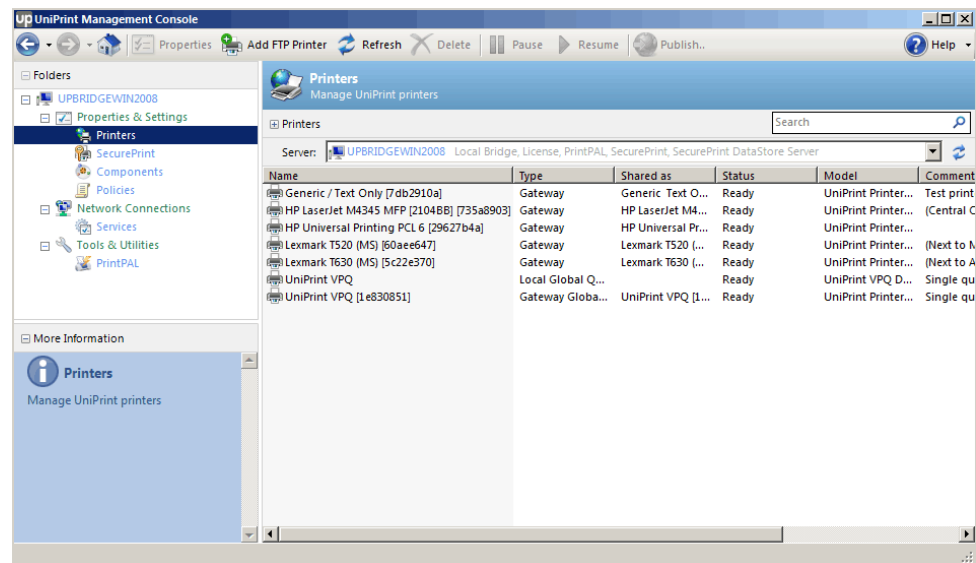 up UniPrint Management Console
Properties Add FTP Printer Refresh Delete Pause Resume Publish.. Help
Folders
UPBRIDGEWIN2008
Properties & Settings
Printers
SecurePrint
Components
Policies
Network Connections
Services
Tools & Utilities
PrintPAL
More Information
Printers
Manage UniPrint printers
Printers
Manage UniPrint printers
Printers Search
Server: UPBRIDGEWIN2008 Local Bridge, License, PrintPAL, SecurePrint, SecurePrint DataStore Server
Name Type Shared as Status Model Comment
Generic / Text Only [7db2910a] Gateway Generic Text O... Ready UniPrint Printer... Test print
HP LaserJet M4345 MFP [2104BB] [735a8903] Gateway HP LaserJet M4... Ready UniPrint Printer... (Central C
HP Universal Printing PCL 6 [29627b4a] Gateway HP Universal Pr... Ready UniPrint Printer...
Lexmark T520 (MS) [60aee647] Gateway Lexmark T520 (... Ready UniPrint Printer... (Next to M
Lexmark T630 (MS) [5c22e370] Gateway Lexmark T630 (... Ready UniPrint Printer... (Next to A
UniPrint VPQ Local Global Q... Ready UniPrint VPQ D... Single qu
UniPrint VPQ [1e830851] Gateway Globa... UniPrint VPQ [1... Ready UniPrint Printer... Single qu